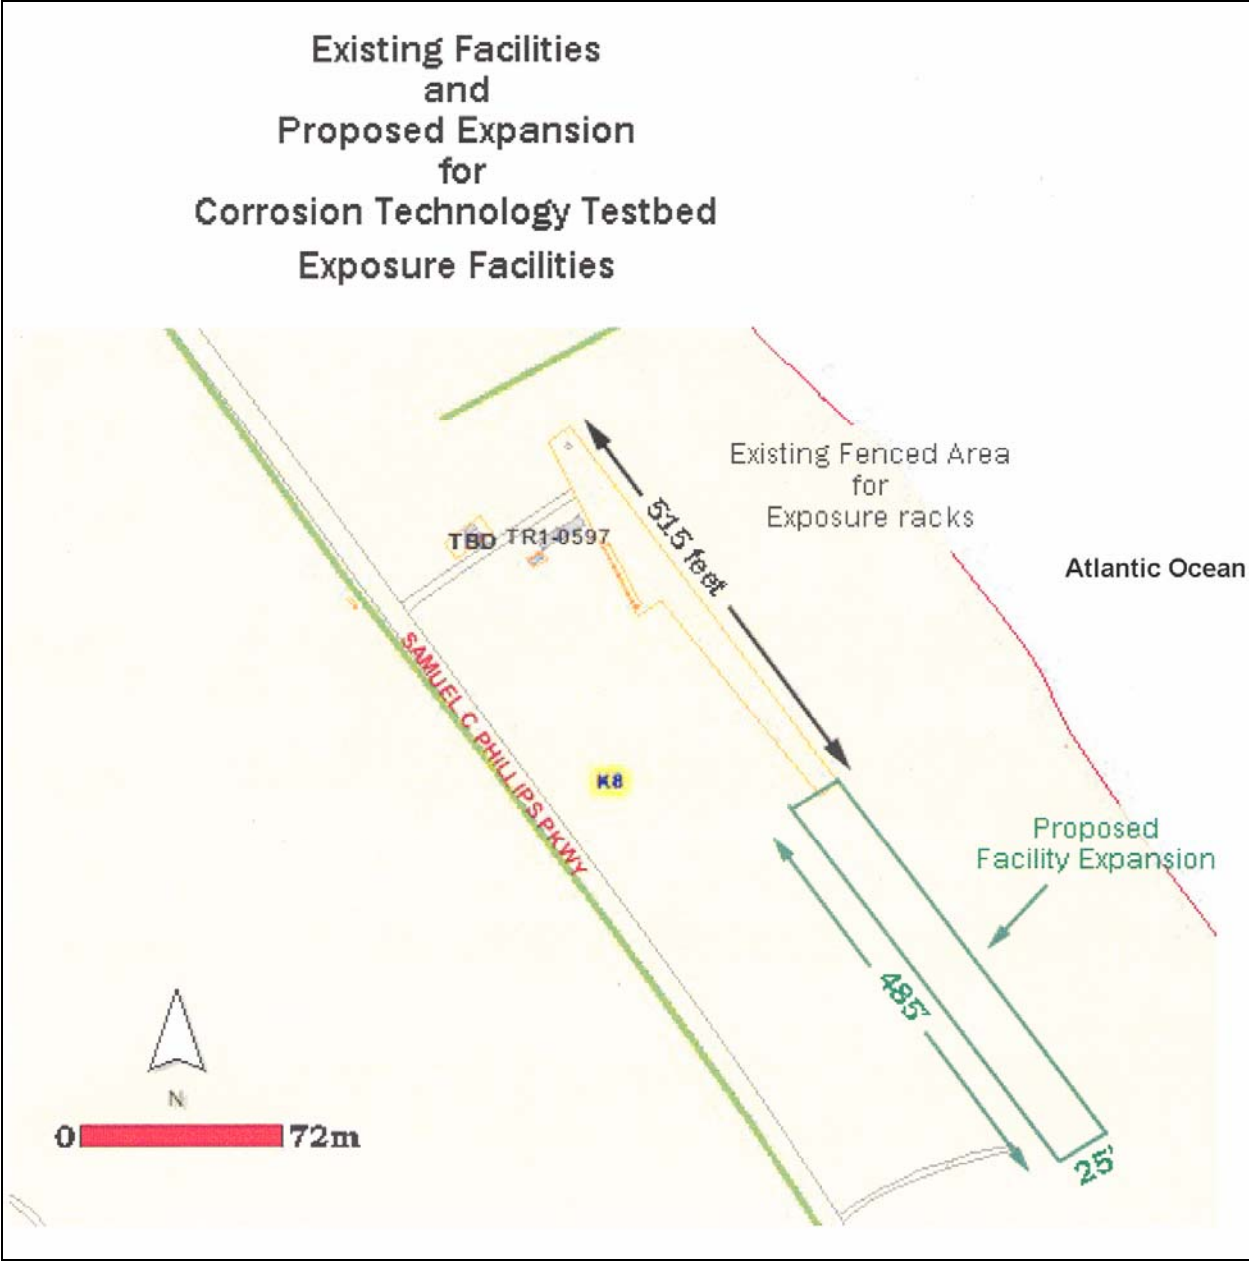 Existing Facilities
and
Proposed Expansion
for
Corrosion Technology Testbed
Exposure Facilities
Existing Fenced Area
for
Exposure racks
515 feet
TBD
TR1-0597
Atlantic Ocean
SAMUEL C PHILLIPS PKWY
K8
Proposed
Facility Expansion
485'
25'
N
0
72m